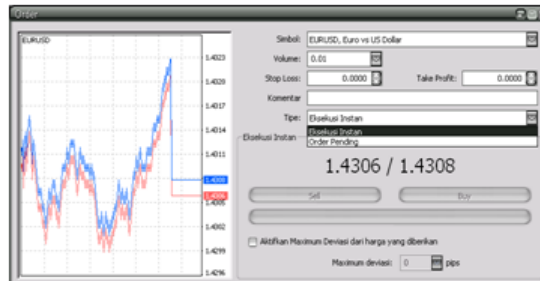 Order
EURUSD
1.4323
1.4320
1.4317
1.4314
1.4311
1.4308
1.4306
1.4305
1.4302
1.4299
1.4296
Simbol: EURUSD, Euro vs US Dollar
Volume: 0.01
Stop Loss: 0.0000 Take Profit: 0.0000
Komentar
Tipe: Eksekusi Instan
Eksekusi Instan
Order Pending
Eksekusi Instan
1.4306 / 1.4308
Sell Buy
Aktifkan Maximum Deviasi dari harga yang diberikan
Maximum deviasi: 0 pips